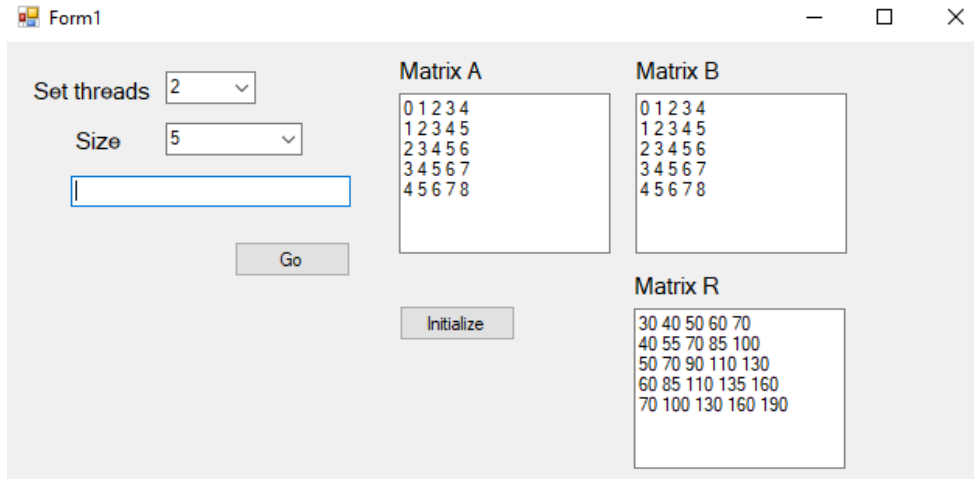 Form1
Set threads 2
Size 5
Go
Matrix A
0 1 2 3 4
1 2 3 4 5
2 3 4 5 6
3 4 5 6 7
4 5 6 7 8
Initialize
Matrix B
0 1 2 3 4
1 2 3 4 5
2 3 4 5 6
3 4 5 6 7
4 5 6 7 8
Matrix R
30 40 50 60 70
40 55 70 85 100
50 70 90 110 130
60 85 110 135 160
70 100 130 160 190